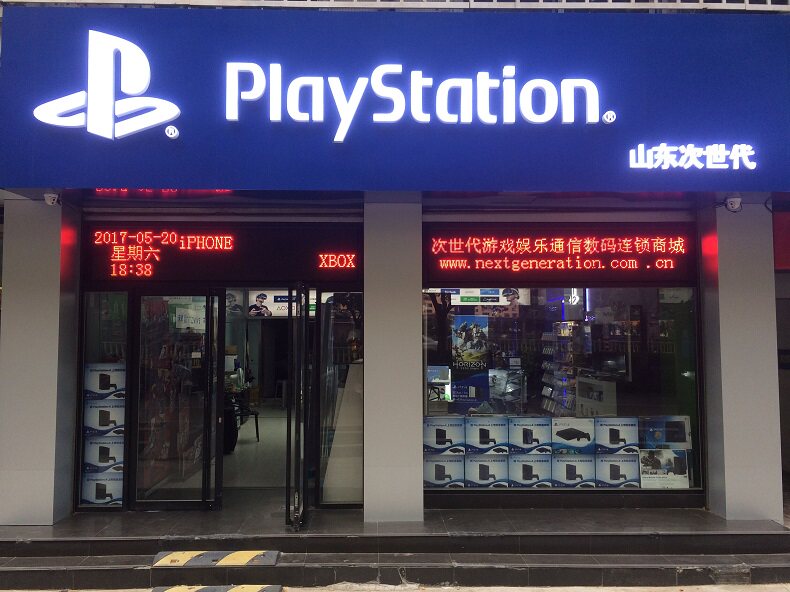 PlayStation®
山东次世代
2017-05-20 iPHONE
星期六
18:38
XBOX
次世代游戏娱乐通信数码连锁商城
www.nextgeneration.com .cn
HORIZON